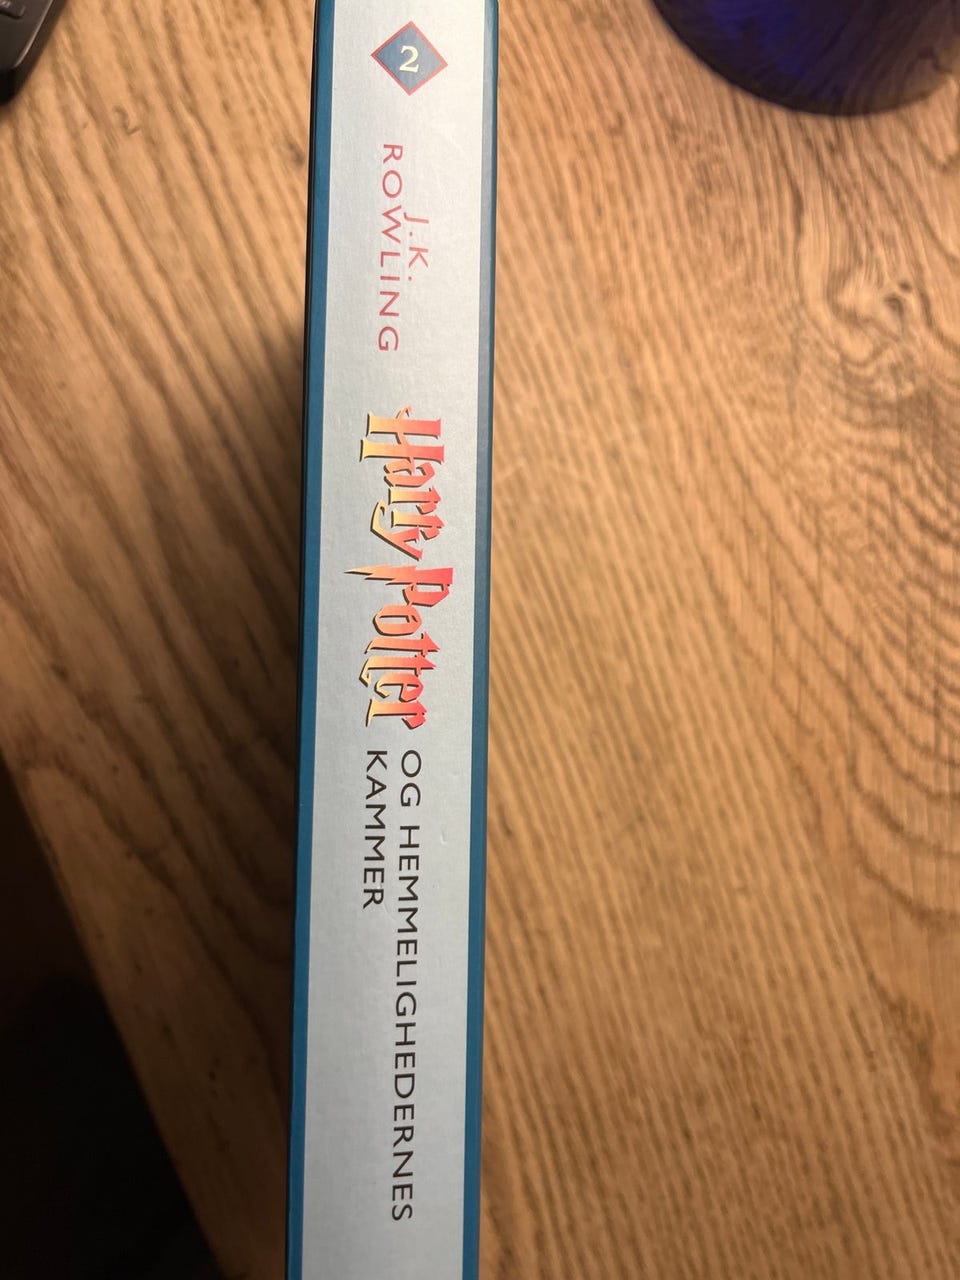 2
J.K.
ROWLING
Harry Potter
OG HEMMELIGHEDERNES
KAMMER